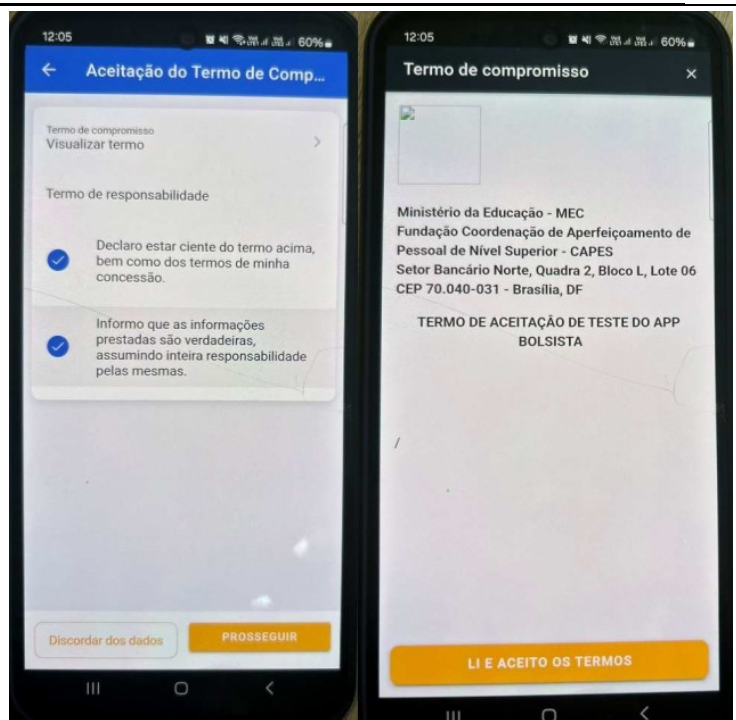 12:05
60%
Aceitação do Termo de Comp...
Termo de compromisso
Visualizar termo
Termo de responsabilidade
Declaro estar ciente do termo acima,
bem como dos termos de minha
concessão.
Informo que as informações
prestadas são verdadeiras,
assumindo inteira responsabilidade
pelas mesmas.
Discordar dos dados
PROSSEGUIR
12:05
60%
Termo de compromisso
Ministério da Educação - MEC
Fundação Coordenação de Aperfeiçoamento de
Pessoal de Nível Superior - CAPES
Setor Bancário Norte, Quadra 2, Bloco L, Lote 06
CEP 70.040-031 - Brasília, DF
TERMO DE ACEITAÇÃO DE TESTE DO APP
BOLSISTA
/
LI E ACEITO OS TERMOS